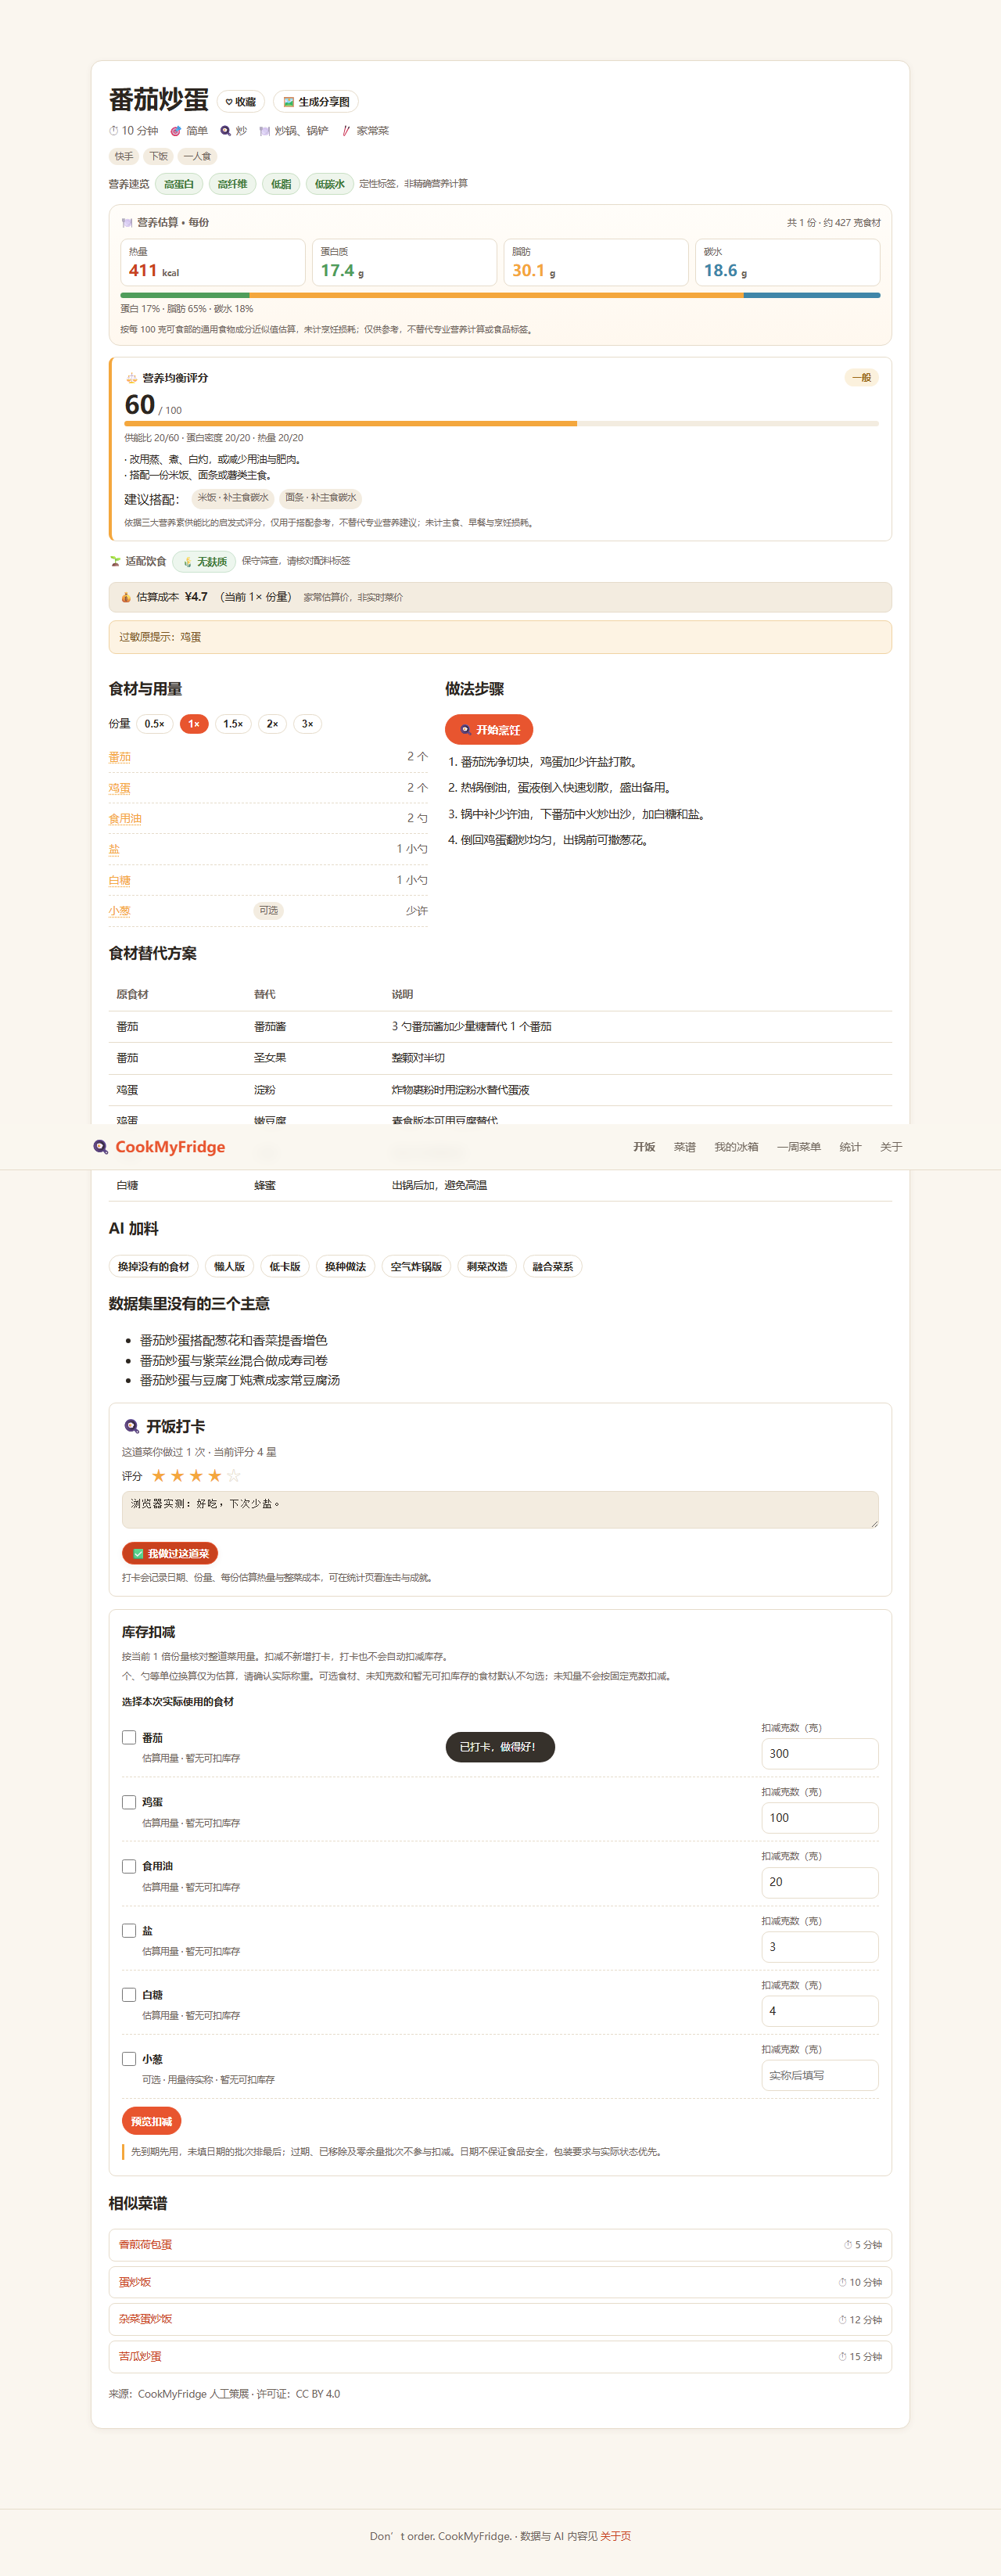 番茄炒蛋 ♡ 收藏 🖼️ 生成分享图
⏱ 10 分钟 🎯 简单 🍳 炒 🍽️ 炒锅、锅铲 🥢 家常菜
快手 下饭 一人食
营养速览 高蛋白 高纤维 低脂 低碳水 定性标签，非精确营养计算
🍽️ 营养估算 • 每份 共 1 份 · 约 427 克食材
热量 蛋白质 脂肪 碳水
411 kcal 17.4 g 30.1 g 18.6 g
蛋白 17% · 脂肪 65% · 碳水 18%
按每 100 克可食部的通用食物成分近似值估算，未计烹饪损耗；仅供参考，不替代专业营养计算或食品标签。
营养均衡评分 一般
60 / 100
供能比 20/60 · 蛋白密度 20/20 · 热量 20/20
· 改用蒸、煮、白灼，或减少用油与肥肉。
· 搭配一份米饭、面条或薯类主食。
建议搭配： 米饭 · 补主食碳水 面条 · 补主食碳水
依据三大营养素供能比的启发式评分，仅用于搭配参考，不替代专业营养建议；未计主食、早餐与烹饪损耗。
🌱 适配饮食 无麸质 保守筛查，请核对配料标签
💰 估算成本 ¥4.7 （当前 1× 份量） 家常估算价，非实时菜价
过敏原提示：鸡蛋
食材与用量
份量 0.5× 1× 1.5× 2× 3×
番茄 2 个
鸡蛋 2 个
食用油 2 勺
盐 1 小勺
白糖 1 小勺
小葱 可选 少许
做法步骤
🍳 开始烹饪
1. 番茄洗净切块，鸡蛋加少许盐打散。
2. 热锅倒油，蛋液倒入快速划散，盛出备用。
3. 锅中补少许油，下番茄中火炒出沙，加白糖和盐。
4. 倒回鸡蛋翻炒均匀，出锅前可撒葱花。
食材替代方案
原食材 替代 说明
番茄 番茄酱 3 勺番茄酱加少量糖替代 1 个番茄
番茄 圣女果 整颗对半切
鸡蛋 淀粉 炸物裹粉时用淀粉水替代蛋液
鸡蛋 嫩豆腐 素食版本可用豆腐替代
🍳 CookMyFridge 开饭 菜谱 我的冰箱 一周菜单 统计 关于
白糖 蜂蜜 出锅后加，避免高温
AI 加料
换掉没有的食材 懒人版 低卡版 换种做法 空气炸锅版 剩菜改造 融合菜系
数据集里没有的三个主意
• 番茄炒蛋搭配葱花和香菜提香增色
• 番茄炒蛋与紫菜丝混合做成寿司卷
• 番茄炒蛋与豆腐丁炖煮成家常豆腐汤
🍳 开饭打卡
这道菜你做过 1 次 · 当前评分 4 星
评分 ★ ★ ★ ★ ☆
浏览器实测：好吃，下次少盐。
✅ 我做过这道菜
打卡会记录日期、份量、每份估算热量与整菜成本，可在统计页看连击与成就。
库存扣减
按当前 1 倍份量核对整道菜用量。扣减不新增打卡，打卡也不会自动扣减库存。
个、勺等单位换算仅为估算，请确认实际称重。可选食材、未知克数和暂无可扣库存的食材默认不勾选；未知量不会按固定克数扣减。
选择本次实际使用的食材
番茄 扣减克数（克）
估算用量 · 暂无可扣库存 300
已打卡，做得好！
鸡蛋 扣减克数（克）
估算用量 · 暂无可扣库存 100
食用油 扣减克数（克）
估算用量 · 暂无可扣库存 20
盐 扣减克数（克）
估算用量 · 暂无可扣库存 3
白糖 扣减克数（克）
估算用量 · 暂无可扣库存 4
小葱 扣减克数（克）
可选 · 用量待实称 · 暂无可扣库存 实称后填写
预览扣减
先到期先用，未填日期的批次排最后；过期、已移除及零余量批次不参与扣减。日期不保证食品安全，包装要求与实际状态优先。
相似菜谱
香煎荷包蛋 ⏱ 5 分钟
蛋炒饭 ⏱ 10 分钟
杂菜蛋炒饭 ⏱ 12 分钟
苦瓜炒蛋 ⏱ 15 分钟
来源：CookMyFridge 人工策展 · 许可证：CC BY 4.0
Don't order. CookMyFridge. · 数据与 AI 内容见 关于页